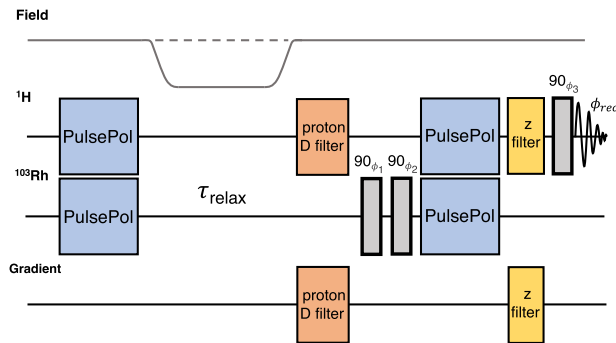 Field
¹H
PulsePol
proton
D filter
PulsePol
z
filter
90ϕ₃
ϕrec
¹⁰³Rh
PulsePol
τrelax
90ϕ₁
90ϕ₂
PulsePol
Gradient
proton
D filter
z
filter